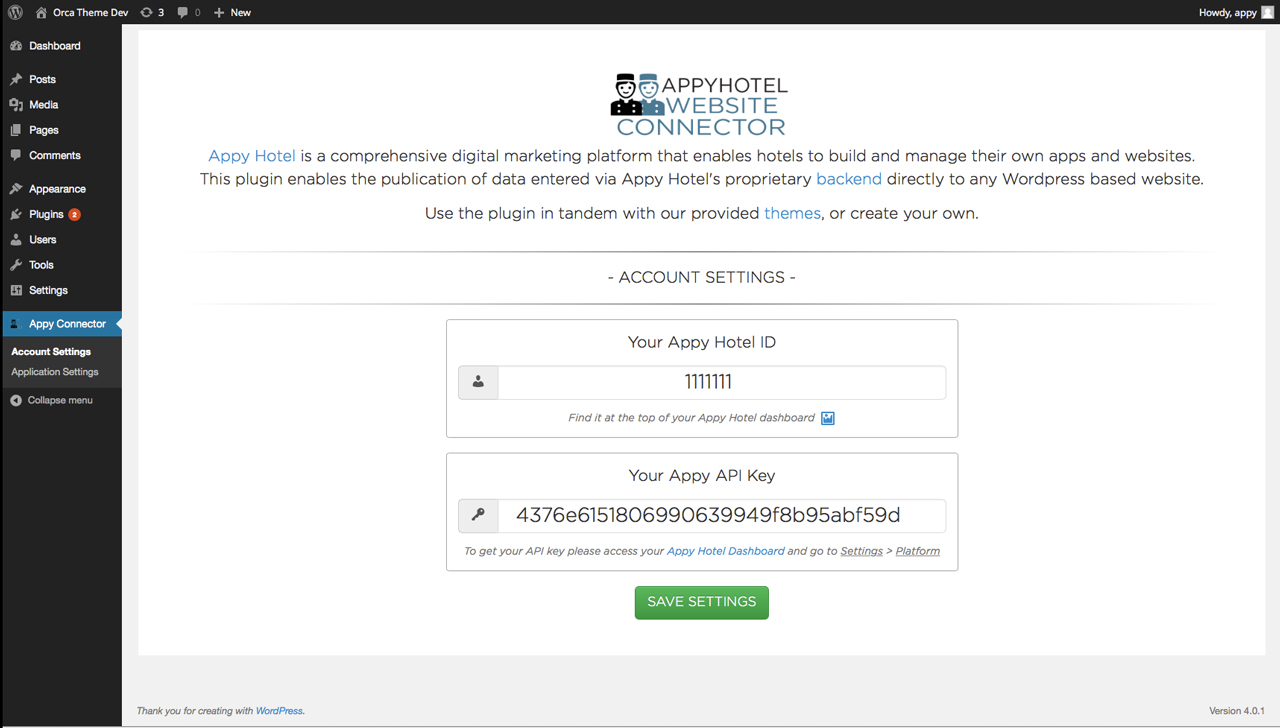 Orca Theme Dev 3 0 New Howdy, appy
Dashboard
Posts
Media
Pages
Comments
Appearance
Plugins 2
Users
Tools
Settings
Appy Connector
Account Settings
Application Settings
Collapse menu
APPYHOTEL
WEBSITE
CONNECTOR
Appy Hotel is a comprehensive digital marketing platform that enables hotels to build and manage their own apps and websites.
This plugin enables the publication of data entered via Appy Hotel's proprietary backend directly to any Wordpress based website.
Use the plugin in tandem with our provided themes, or create your own.
- ACCOUNT SETTINGS -
Your Appy Hotel ID
1111111
Find it at the top of your Appy Hotel dashboard
Your Appy API Key
4376e6151806990639949f8b95abf59d
To get your API key please access your Appy Hotel Dashboard and go to Settings > Platform
SAVE SETTINGS
Thank you for creating with WordPress.
Version 4.0.1